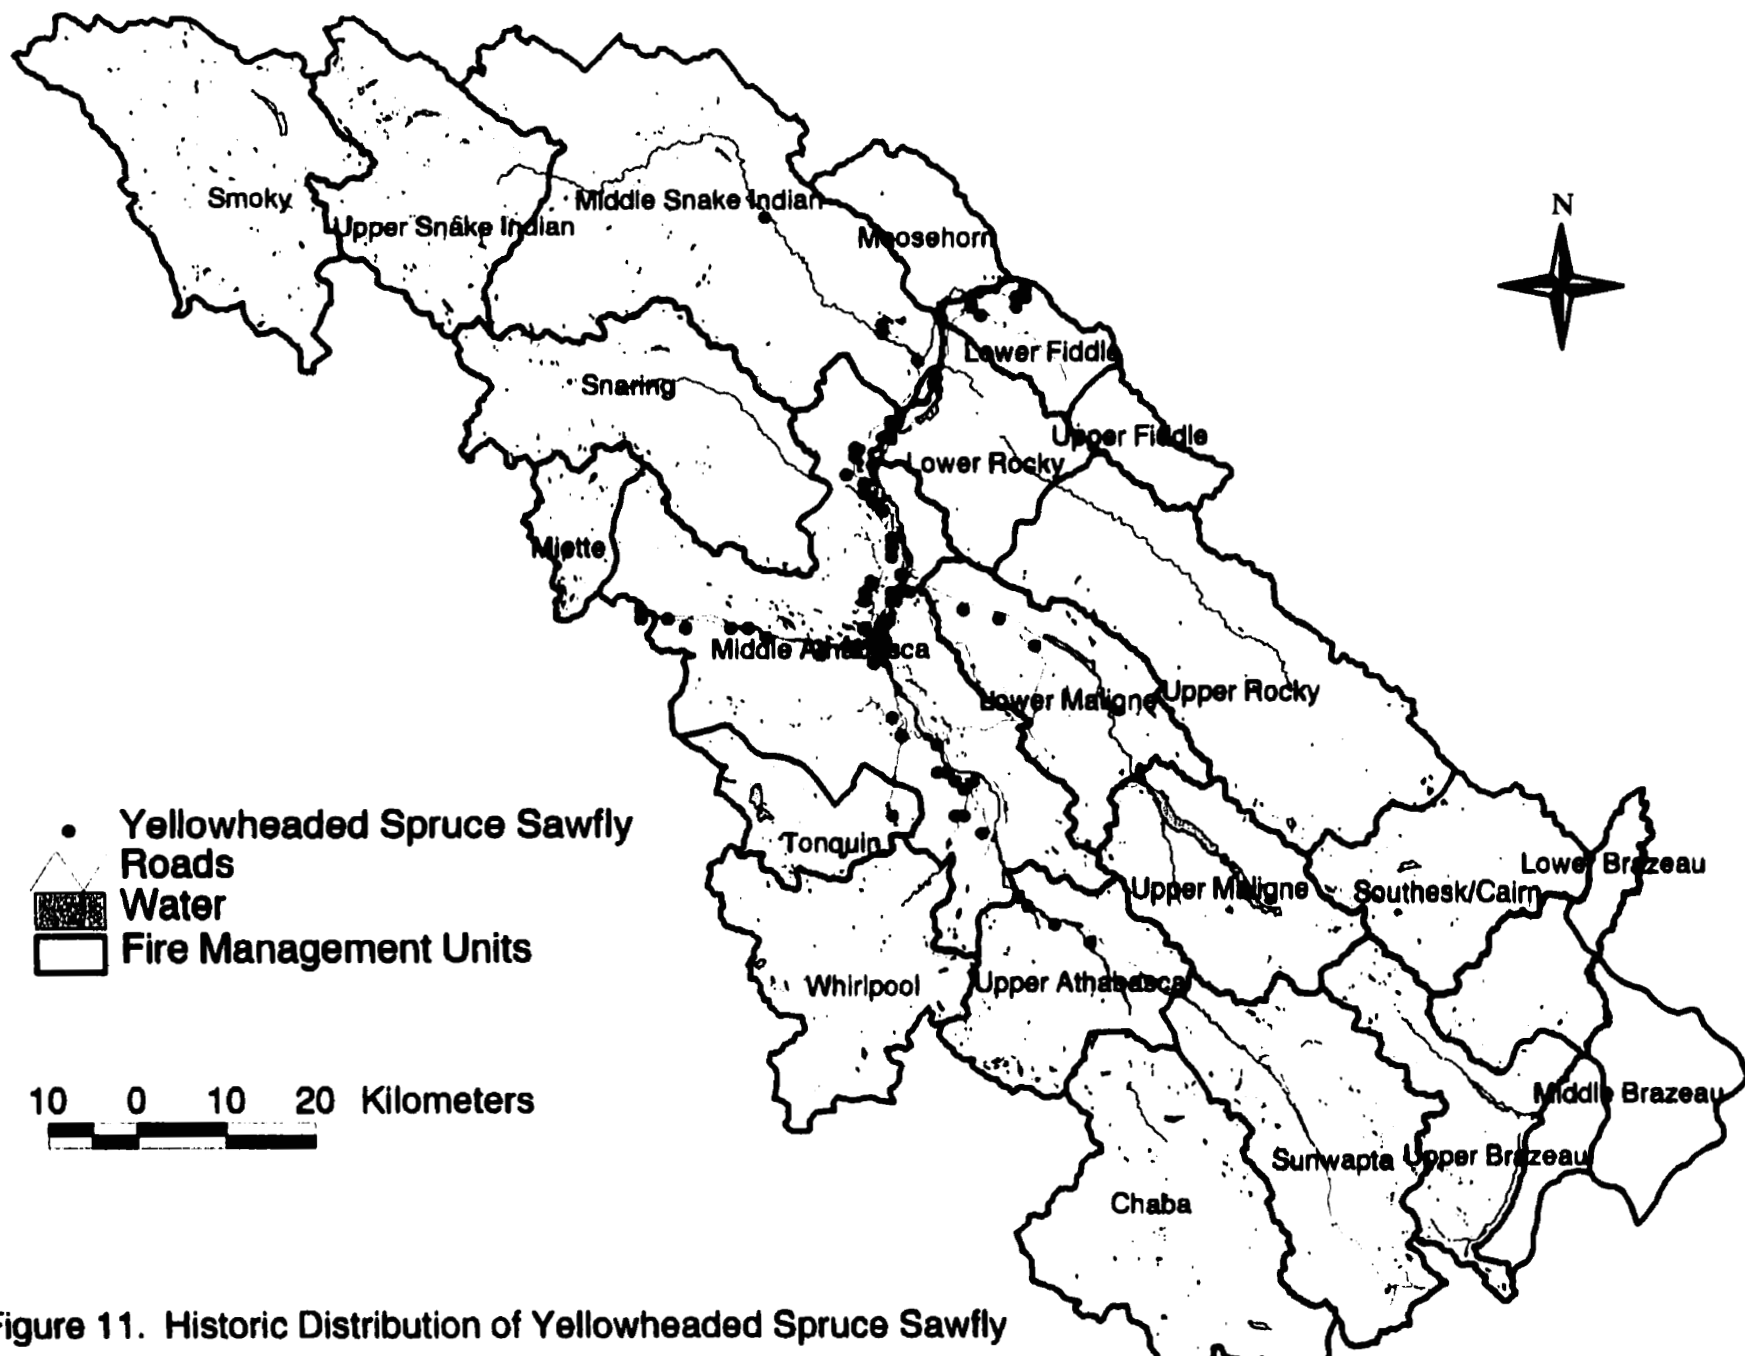 N
Smoky
Upper Snake Indian
Middle Snake Indian
Moosehorn
Lower Fiddle
Snaring
Upper Fiddle
Lower Rocky
Miette
Middle Athabasca
Lower Maligne
Upper Rocky
Tonquin
Upper Maligne
Southesk/Cairn
Lower Brazeau
Whirlpool
Upper Athabasca
Middle Brazeau
Sunwapta
Upper Brazeau
Chaba
Yellowheaded Spruce Sawfly
Roads
Water
Fire Management Units
10 0 10 20 Kilometers
igure 11. Historic Distribution of Yellowheaded Spruce Sawfly